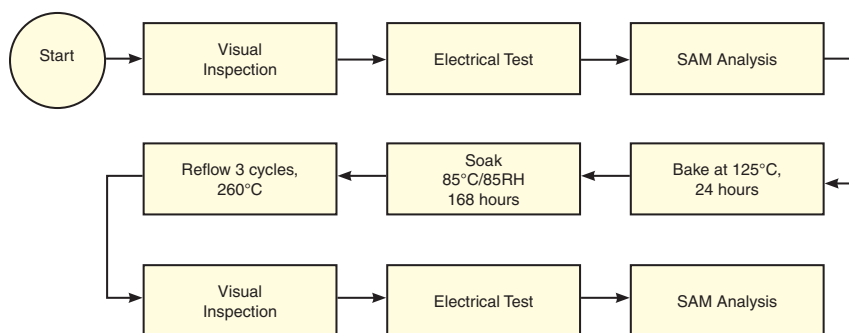 Start
Visual
Inspection
Electrical Test
SAM Analysis
Bake at 125°C,
24 hours
Soak
85°C/85RH
168 hours
Reflow 3 cycles,
260°C
Visual
Inspection
Electrical Test
SAM Analysis